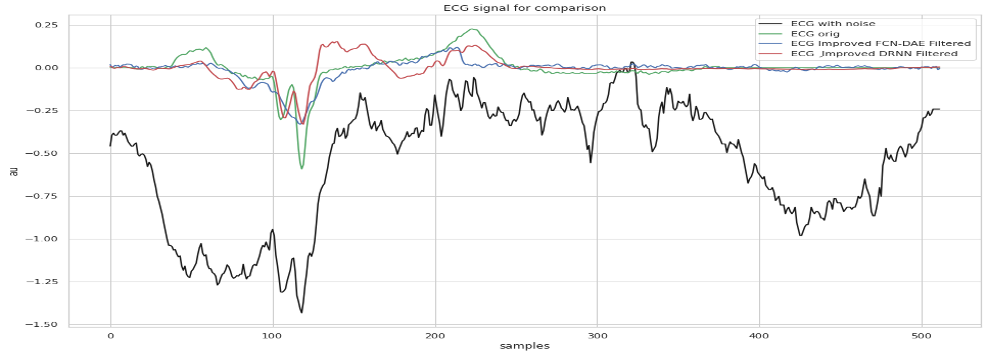 ECG signal for comparison
ECG with noise
ECG orig
ECG Improved FCN-DAE Filtered
ECG Jmproved DRNN Filtered
0.25
0.00
−0.25
−0.50
−0.75
−1.00
−1.25
−1.50
au
0
100
200
300
400
500
samples